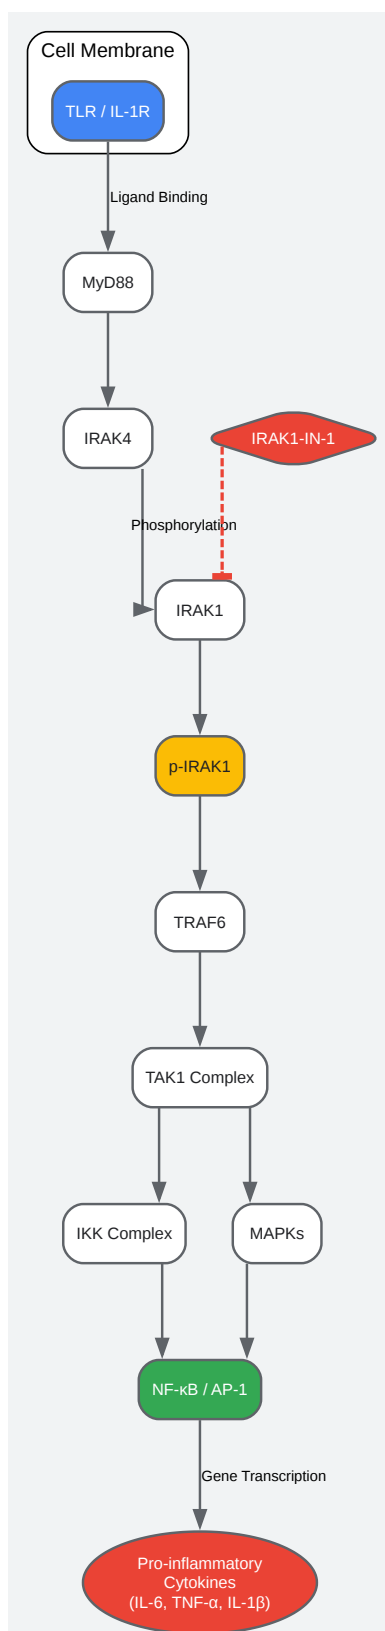 Cell Membrane
TLR / IL-1R
Ligand Binding
MyD88
IRAK4
IRAK1-IN-1
Phosphorylation
IRAK1
p-IRAK1
TRAF6
TAK1 Complex
IKK Complex
MAPKs
NF-κB / AP-1
Gene Transcription
Pro-inflammatory
Cytokines
(IL-6, TNF-α, IL-1β)